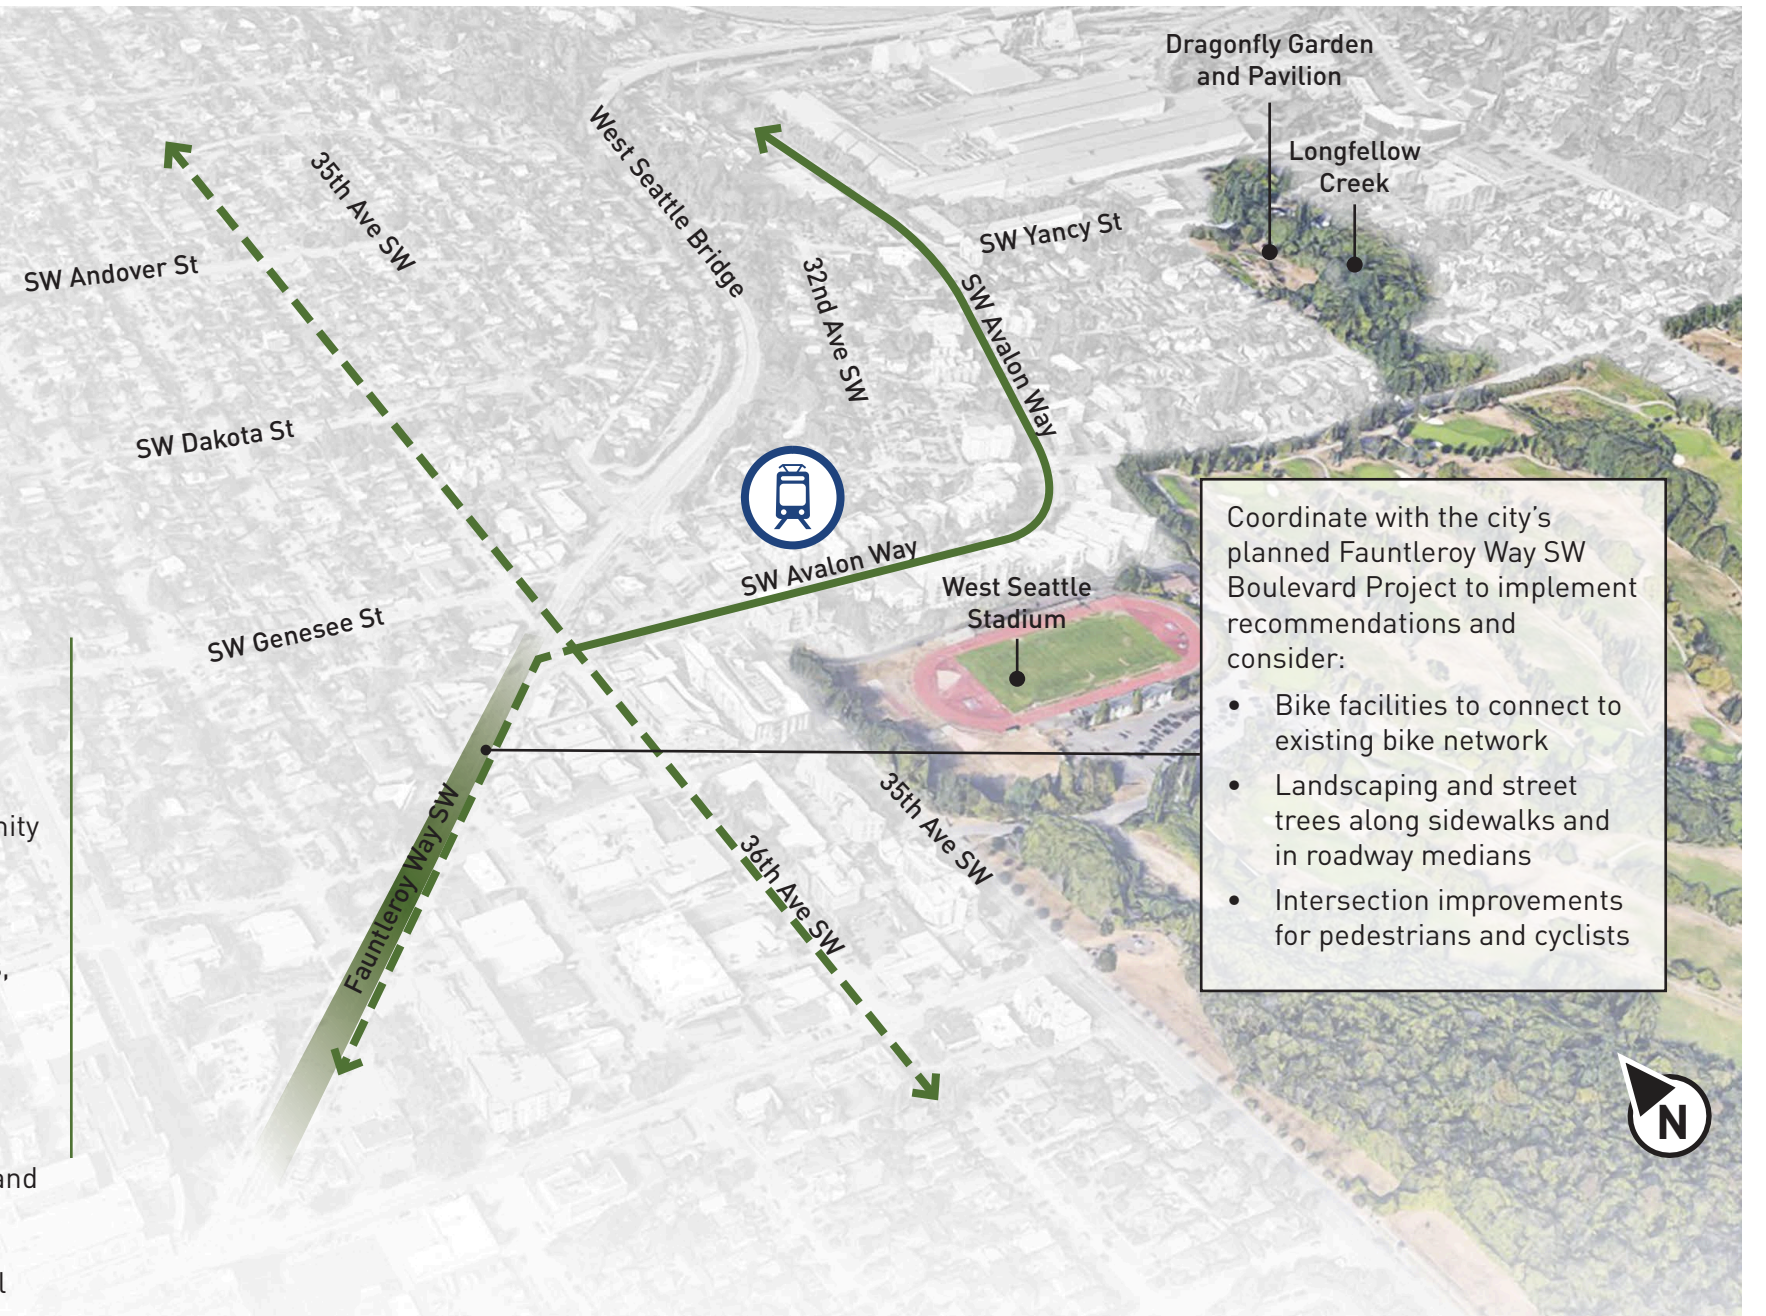 Dragonfly Garden
and Pavilion
Longfellow
Creek
West Seattle Bridge
35th Ave SW
SW Yancy St
SW Andover St
32nd Ave SW
SW Avalon Way
SW Dakota St
SW Avalon Way
West Seattle
Stadium
SW Genesee St
Coordinate with the city’s
planned Fauntleroy Way SW
Boulevard Project to implement
recommendations and
consider:
• Bike facilities to connect to
existing bike network
• Landscaping and street
trees along sidewalks and
in roadway medians
• Intersection improvements
for pedestrians and cyclists
35th Ave SW
36th Ave SW
Fauntleroy Way SW
and
N